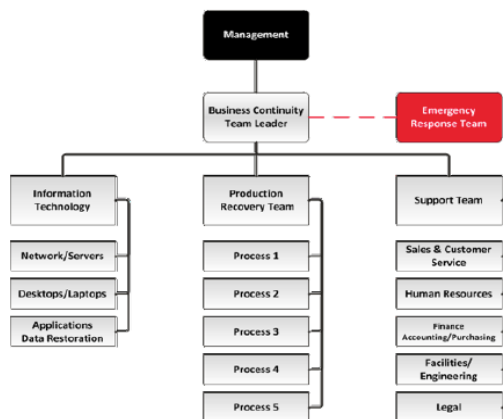 Management
Business Continuity
Team Leader
Emergency
Response Team
Information
Technology
Production
Recovery Team
Support Team
Network/Servers
Process 1
Sales & Customer
Service
Desktops/Laptops
Process 2
Human Resources
Applications
Data Restoration
Process 3
Finance
Accounting/Purchasing
Process 4
Facilities/
Engineering
Process 5
Legal